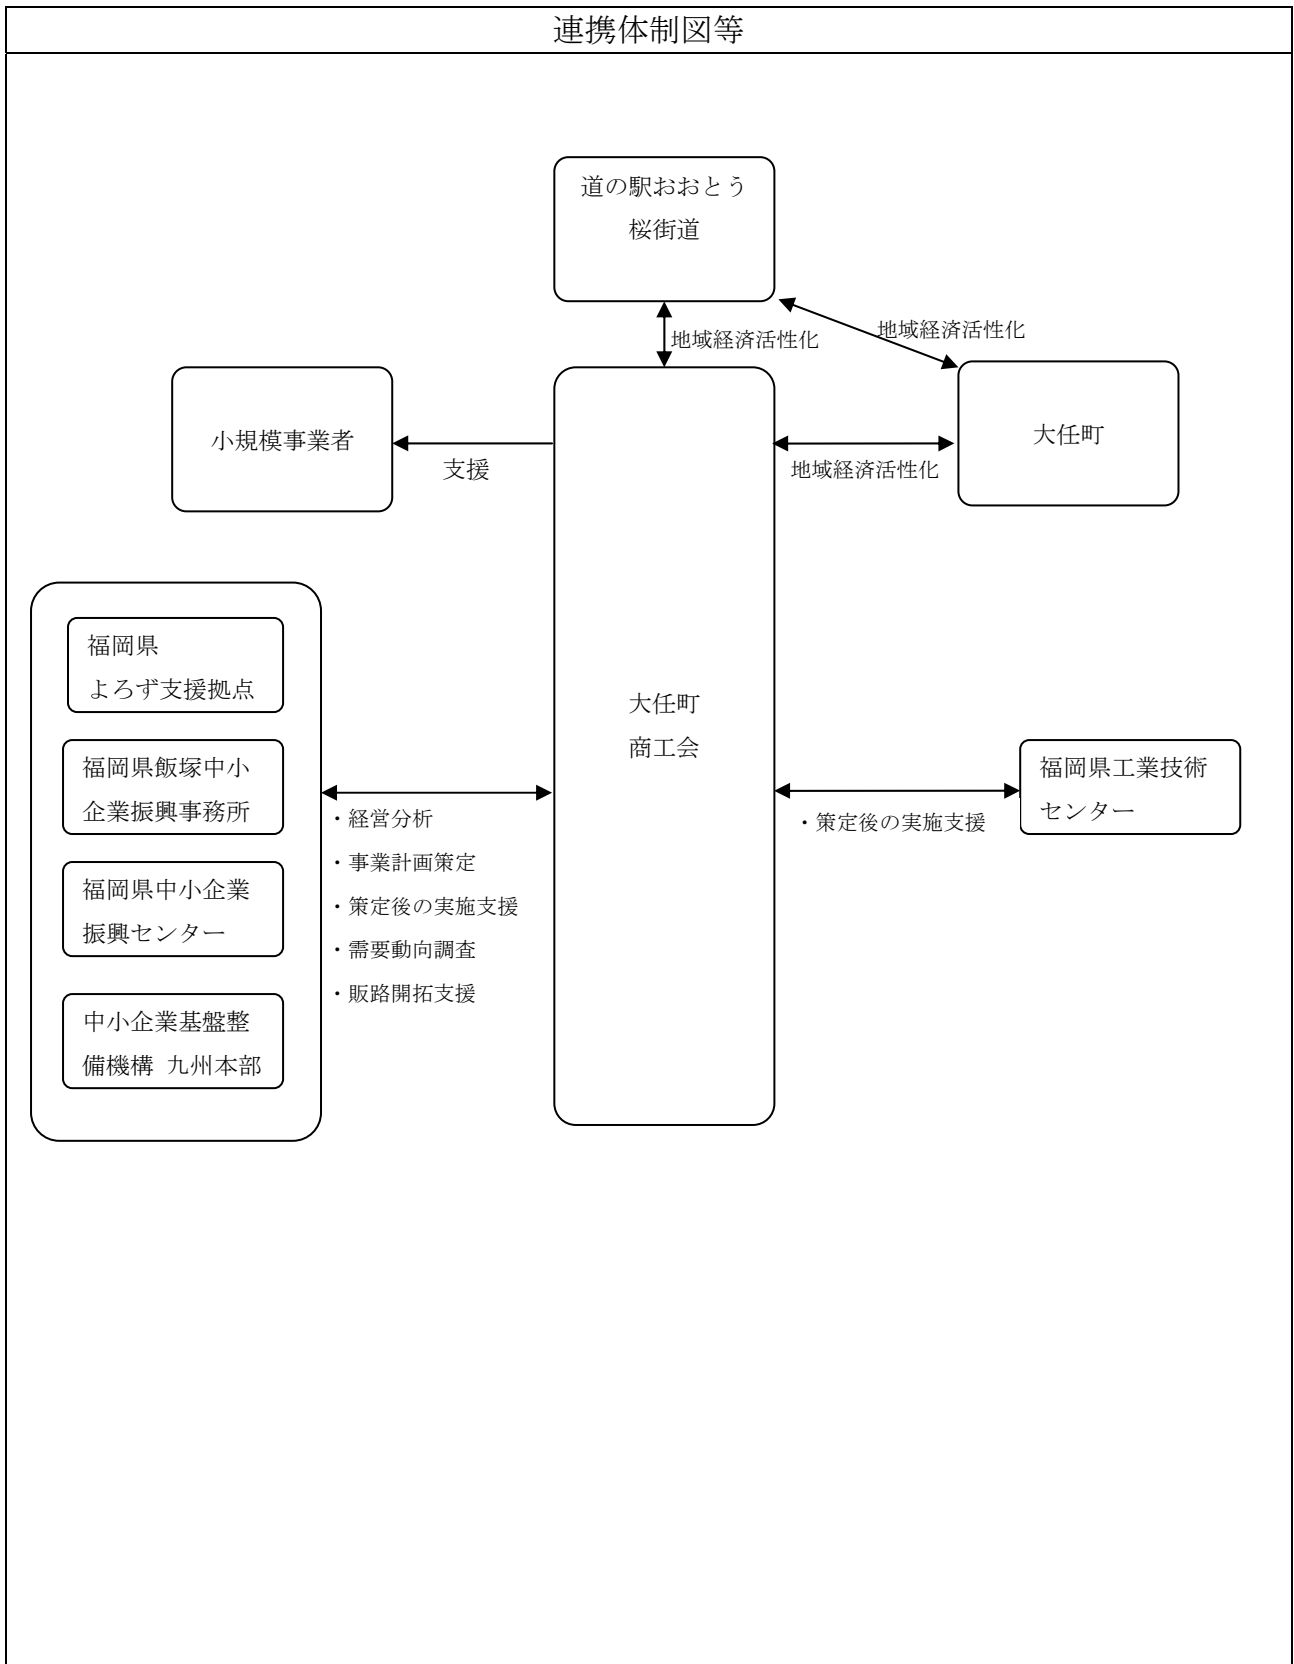 連携体制図等
道の駅おおとう
桜街道
地域経済活性化
地域経済活性化
小規模事業者
支援
大任町
地域経済活性化
福岡県
よろず支援拠点
福岡県飯塚中小
企業振興事務所
福岡県中小企業
振興センター
中小企業基盤整
備機構 九州本部
・経営分析
・事業計画策定
・策定後の実施支援
・需要動向調査
・販路開拓支援
大任町
商工会
・策定後の実施支援
福岡県工業技術
センター